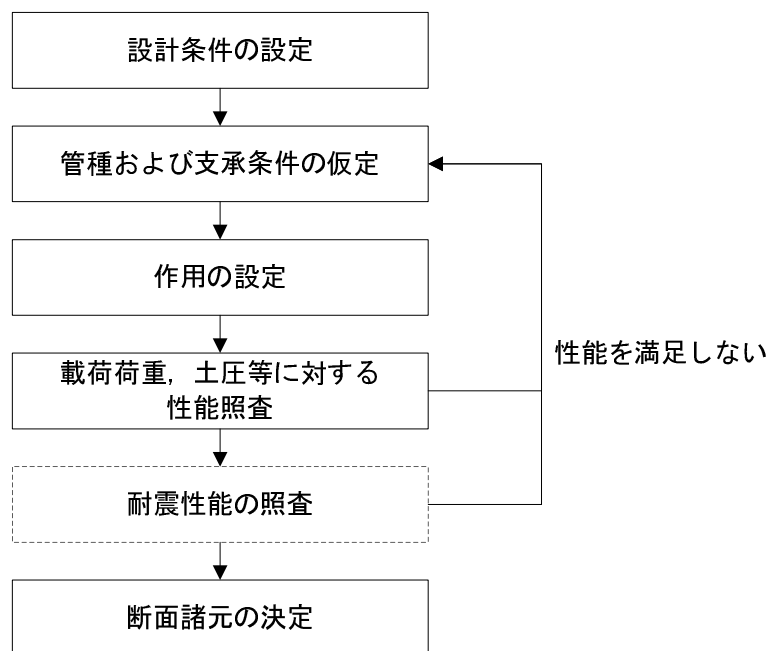 設計条件の設定
管種および支承条件の仮定
作用の設定
性能を満足しない
載荷荷重，土圧等に対する
性能照査
耐震性能の照査
断面諸元の決定